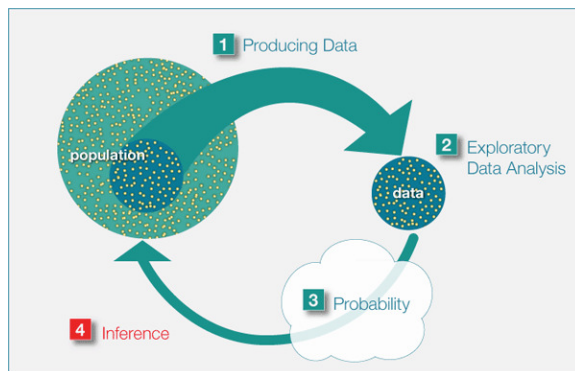 1 Producing Data
population
2 Exploratory
Data Analysis
data
3 Probability
4 Inference